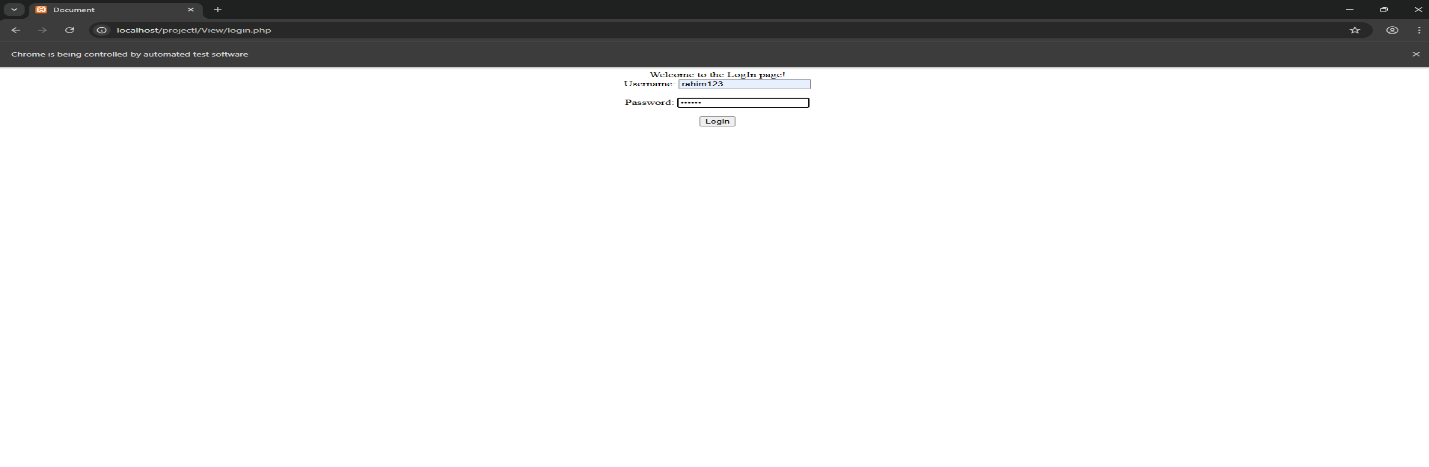 Document
localhost/projectI/View/login.php
Chrome is being controlled by automated test software
Welcome to the LogIn page!
Username: rahim123
Password: ······
LogIn